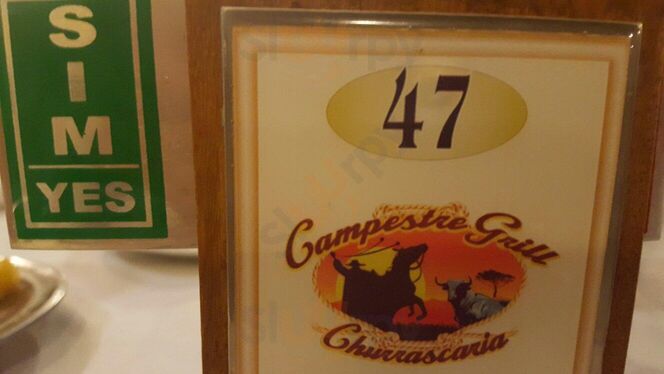 SIM
YES
47
Campestre Grill
Churrascaria